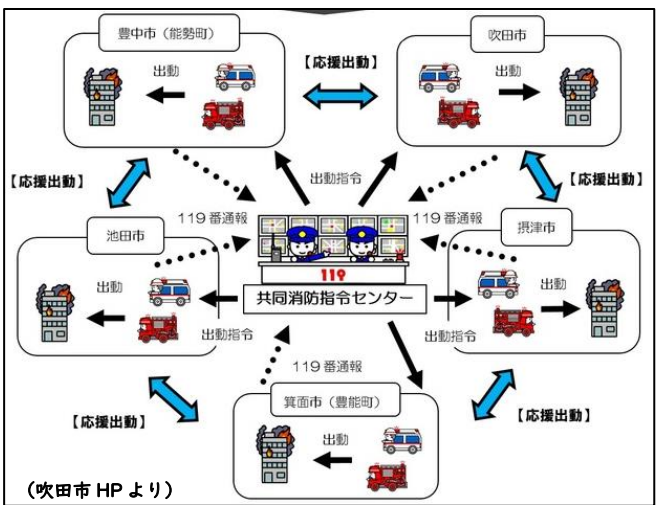 豊中市（能勢町）
吹田市
【応援出動】
出動
出動
【応援出動】
【応援出動】
出動指令
119番通報
119番通報
池田市
摂津市
119
共同消防指令センター
出動
出動
出動指令
出動指令
119番通報
箕面市（豊能町）
【応援出動】
【応援出動】
出動
（吹田市 HP より）